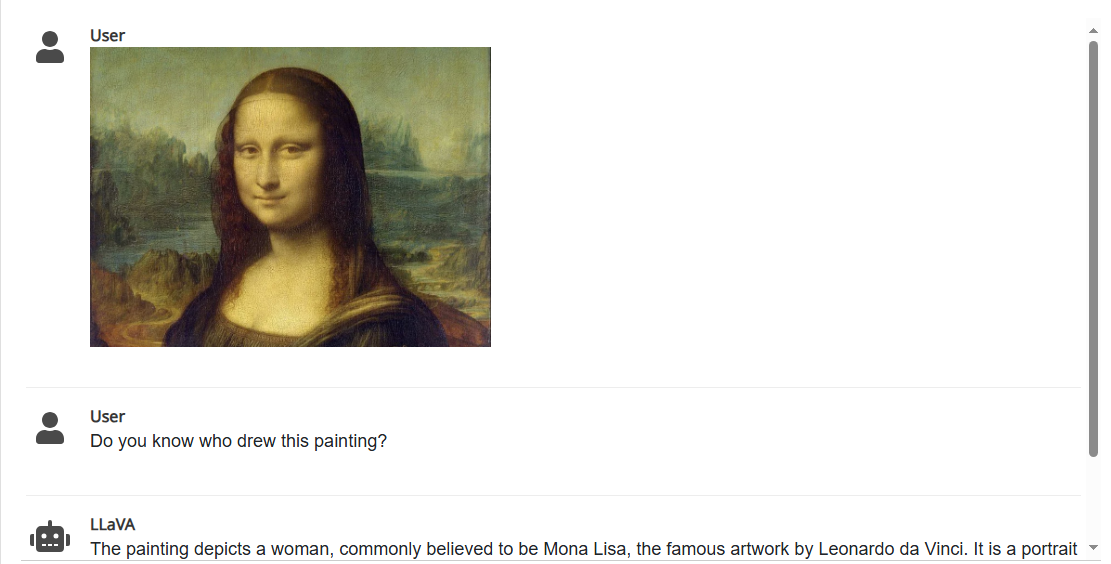 User
User
Do you know who drew this painting?
LLaVA
The painting depicts a woman, commonly believed to be Mona Lisa, the famous artwork by Leonardo da Vinci. It is a portrait